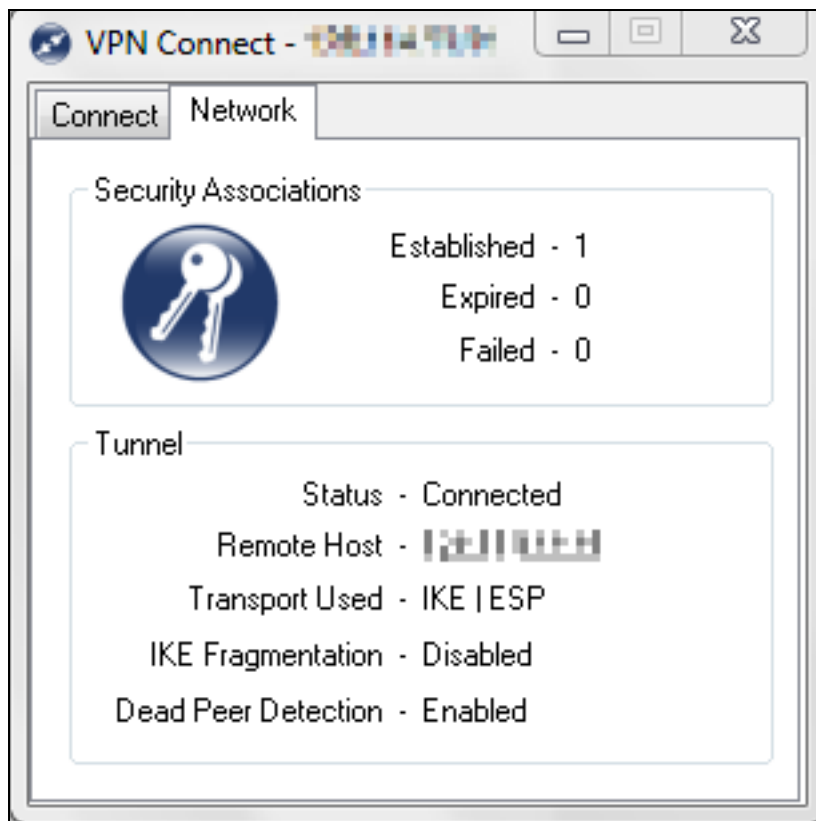 VPN Connect -
Connect
Network
Security Associations
Established - 1
Expired - 0
Failed - 0
Tunnel
Status - Connected
Remote Host -
Transport Used - IKE | ESP
IKE Fragmentation - Disabled
Dead Peer Detection - Enabled